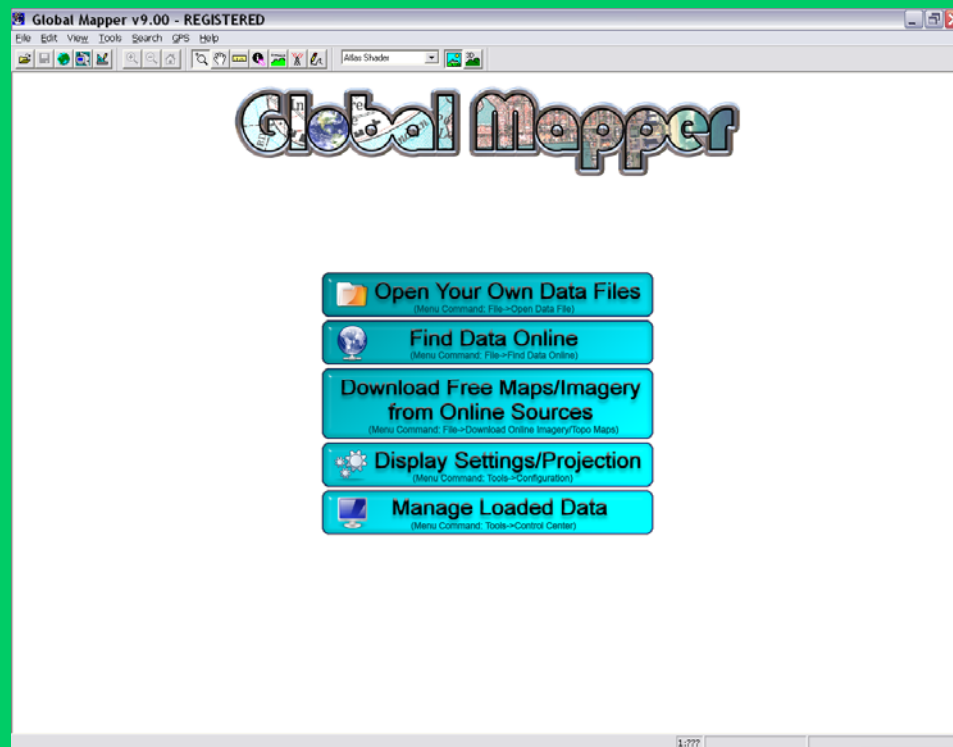 Global Mapper v9.00 - REGISTERED
File Edit View Tools Search GPS Help
Atlas Shader
3D
Global Mapper
Open Your Own Data Files
(Menu Command: File->Open Data File)
Find Data Online
(Menu Command: File->Find Data Online)
Download Free Maps/Imagery
from Online Sources
(Menu Command: File->Download Online Imagery/Topo Maps)
Display Settings/Projection
(Menu Command: Tools->Configuration)
Manage Loaded Data
(Menu Command: Tools->Control Center)
1:???